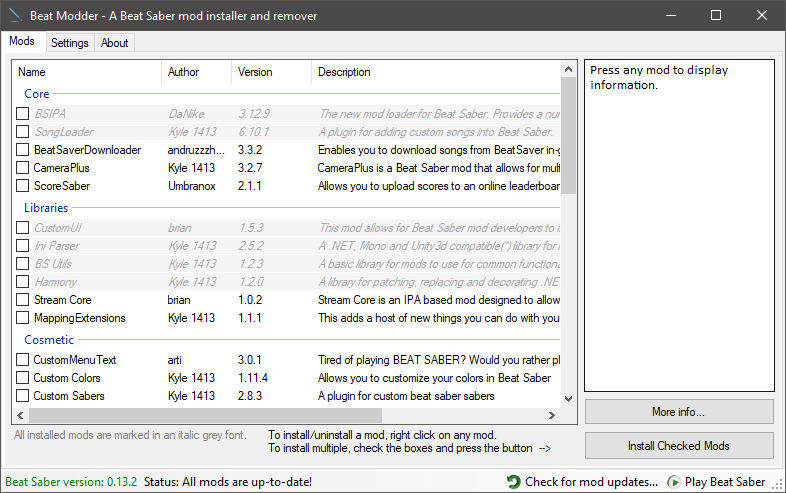 Beat Modder - A Beat Saber mod installer and remover
Mods Settings About
Name Author Version Description
Core
BSIPA DaNike 3.12.9 The new mod loader for Beat Saber. Provides a nu
SongLoader Kyle 1413 6.10.1 A plugin for adding custom songs into Beat Saber.
BeatSaverDownloader andruzzzh... 3.3.2 Enables you to download songs from BeatSaver in-g
CameraPlus Kyle 1413 3.2.7 CameraPlus is a Beat Saber mod that allows for mult
ScoreSaber Umbranox 2.1.1 Allows you to upload scores to an online leaderboar
Libraries
CustomUI brian 1.5.3 This mod allows for Beat Saber mod developers to i
Ini Parser Kyle 1413 2.5.2 A .NET, Mono and Unity3d compatible(*) library for
BS Utils Kyle 1413 1.2.3 A basic library for mods to use for common functiona
Harmony Kyle 1413 1.2.0 A library for patching, replacing and decorating .NE
Stream Core brian 1.0.2 Stream Core is an IPA based mod designed to allow
MappingExtensions Kyle 1413 1.1.1 This adds a host of new things you can do with your
Cosmetic
CustomMenuText arti 3.0.1 Tired of playing BEAT SABER? Would you rather pl
Custom Colors Kyle 1413 1.11.4 Allows you to customize your colors in Beat Saber
Custom Sabers Kyle 1413 2.8.3 A plugin for custom beat saber sabers
Press any mod to display
information.
More info...
Install Checked Mods
All installed mods are marked in an italic grey font.
To install/uninstall a mod, right click on any mod.
To install multiple, check the boxes and press the button -->
Beat Saber version: 0.13.2 Status: All mods are up-to-date! Check for mod updates... Play Beat Saber